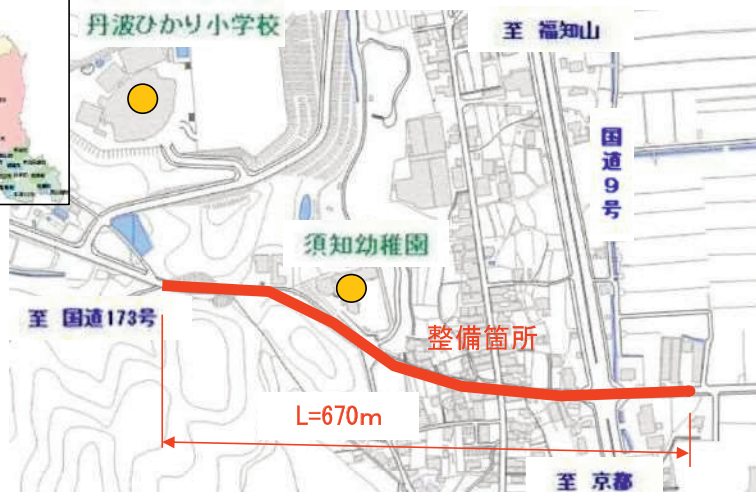 丹波ひかり小学校
至 福知山
国道9号
須知幼稚園
至 国道173号
整備箇所
L=670m
至 京都